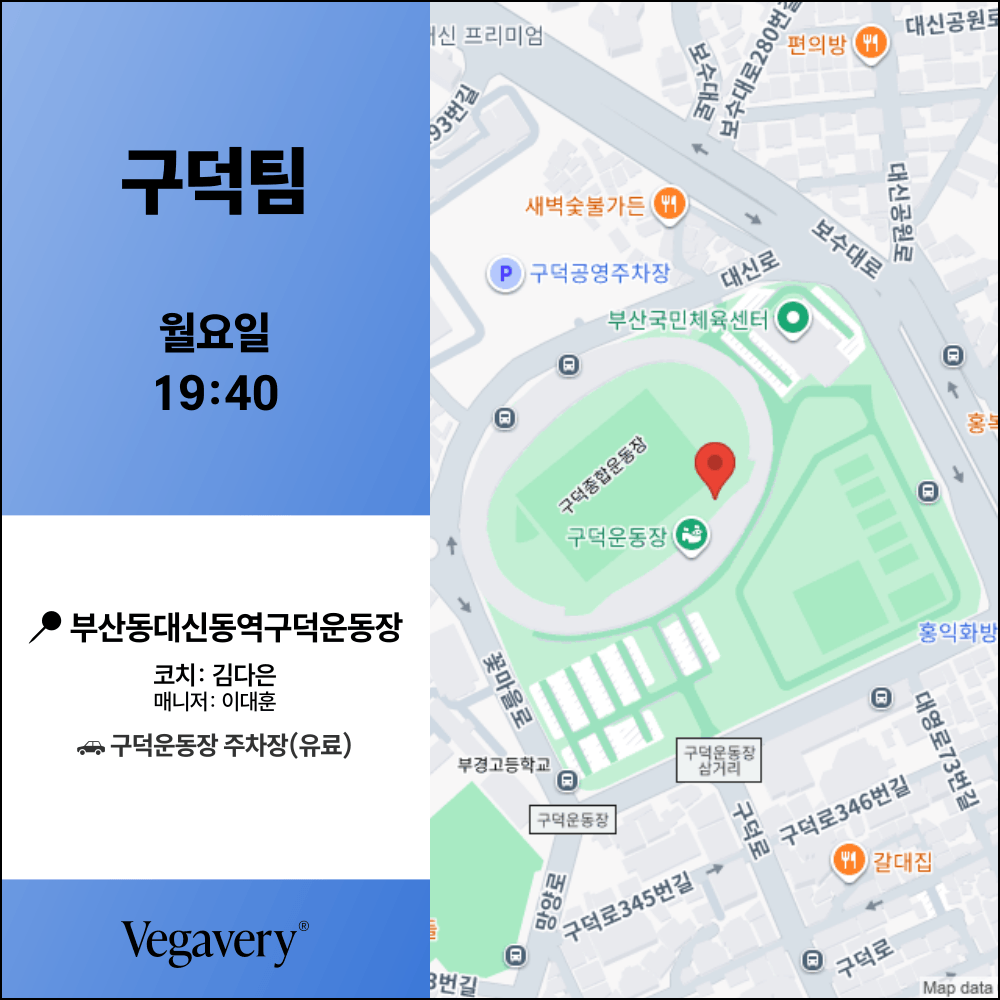 구덕팀
월요일
19:40
부산동대신동역구덕운동장
코치: 김다은
매니저: 이대훈
구덕운동장 주차장(유료)
Vegavery®
대신 프리미엄
편의방
대신공원로
보수대로
보수대로280번길
93번길
새벽숯불가든
대신공원로
보수대로
구덕공영주차장
대신로
부산국민체육센터
홍복
구덕종합운동장
구덕운동장
홍익화방
꽃마을로
부경고등학교
구덕운동장
삼거리
대영로73번길
구덕운동장
구덕로
구덕로346번길
갈대집
망양로
구덕로345번길
구덕로
3번길
Map data